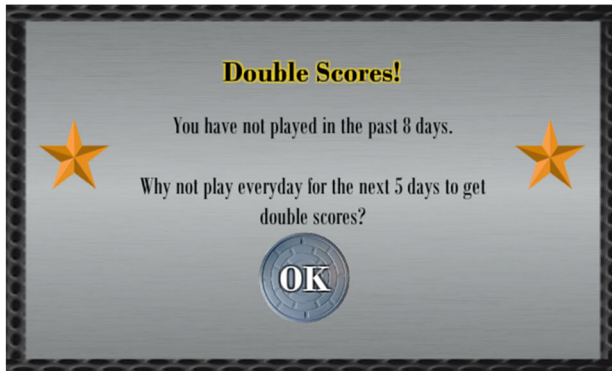 Double Scores!
You have not played in the past 8 days.
Why not play everyday for the next 5 days to get
double scores?
OK